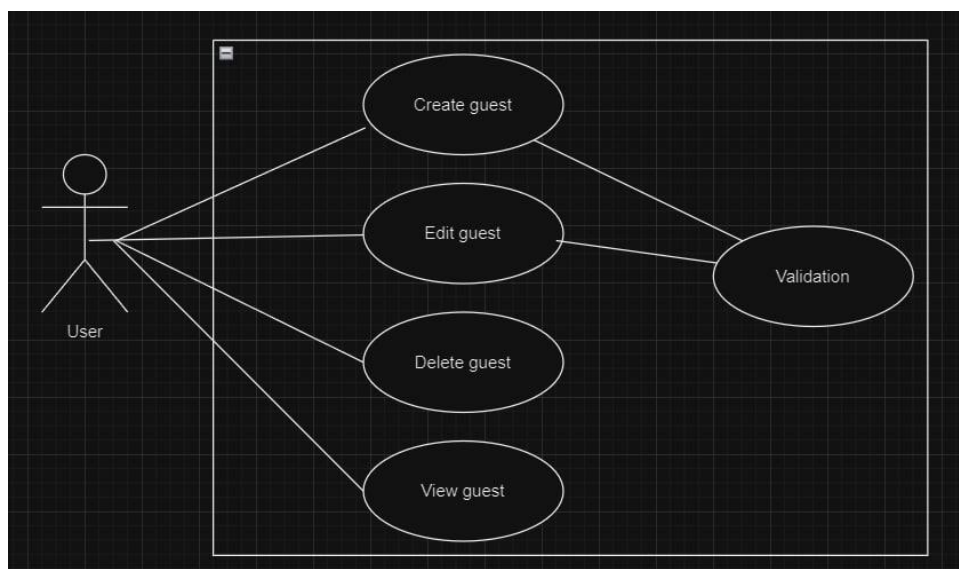 Create guest
Edit guest
Validation
User
Delete guest
View guest